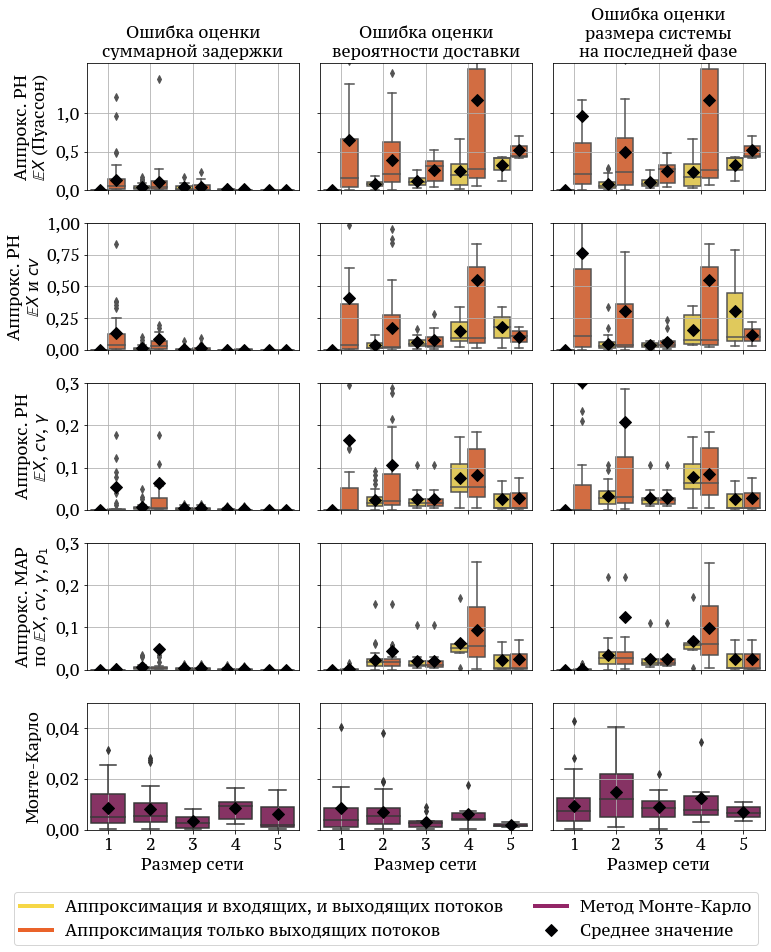 Ошибка оценки
суммарной задержки
Ошибка оценки
вероятности доставки
Ошибка оценки
размера системы
на последней фазе
Аппрокс. PH
𝔼X (Пуассон)
1,0
0,5
0,0
Аппрокс. PH
𝔼X и cv
1,00
0,75
0,50
0,25
0,00
Аппрокс. PH
𝔼X, cv, γ
0,3
0,2
0,1
0,0
Аппрокс. MAP
по 𝔼X, cv, γ, ρ₁
0,3
0,2
0,1
0,0
Монте-Карло
0,04
0,02
0,00
1 2 3 4 5
1 2 3 4 5
1 2 3 4 5
Размер сети
Размер сети
Размер сети
Аппроксимация и входящих, и выходящих потоков
Аппроксимация только выходящих потоков
Метод Монте-Карло
Среднее значение